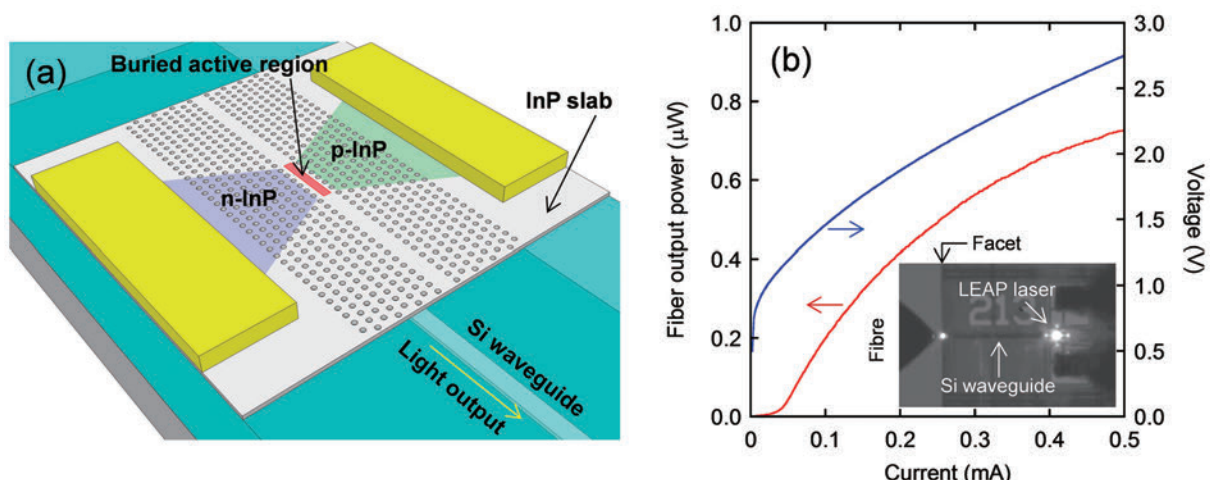 (a)
Buried active region
InP slab
p-InP
n-InP
Si waveguide
Light output
(b)
Fiber output power (μW)
1.0
0.8
0.6
0.4
0.2
0.0
3.0
2.5
2.0
1.5
1.0
0.5
0.0
Voltage (V)
Facet
LEAP laser
213
Fibre
Si waveguide
0
0.1
0.2
0.3
0.4
0.5
Current (mA)